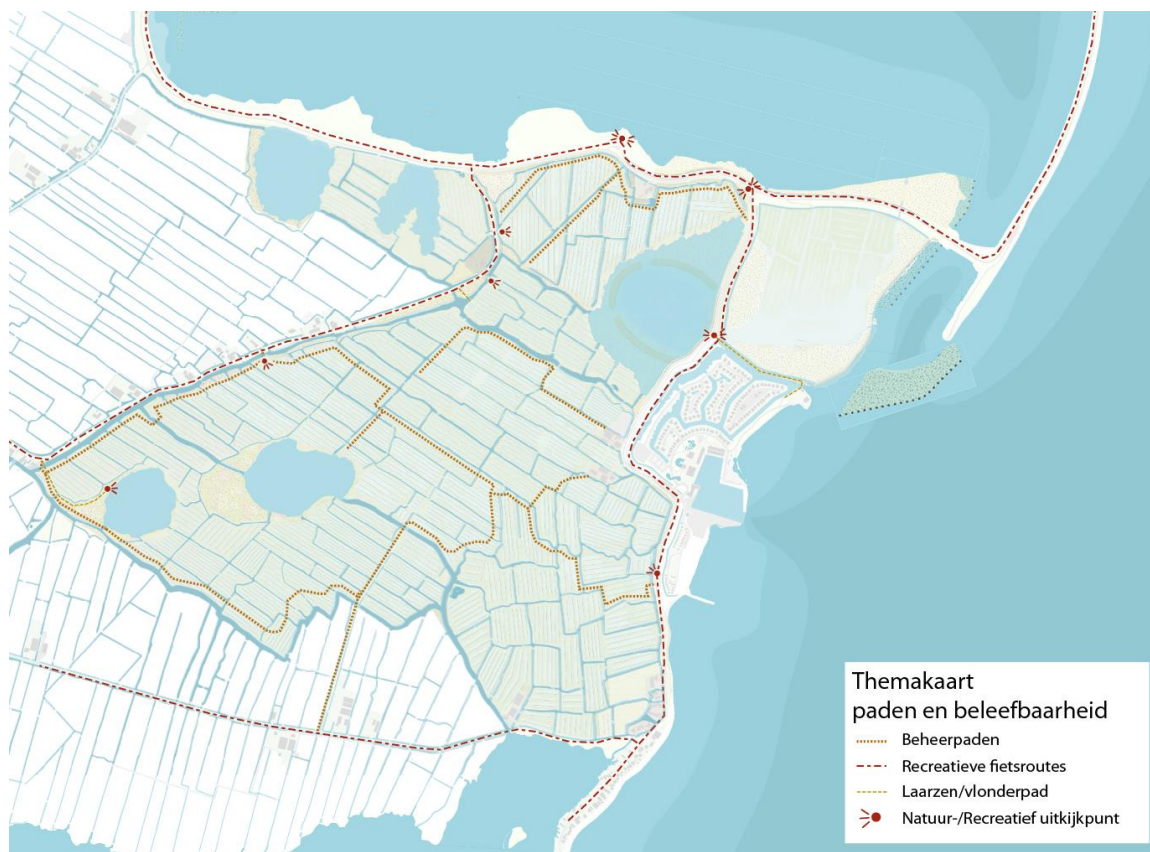 Themakaart
paden en beleefbaarheid
Beheerpaden
Recreatieve fietsroutes
Laarzen/vlonderpad
Natuur-/Recreatief uitkijkpunt